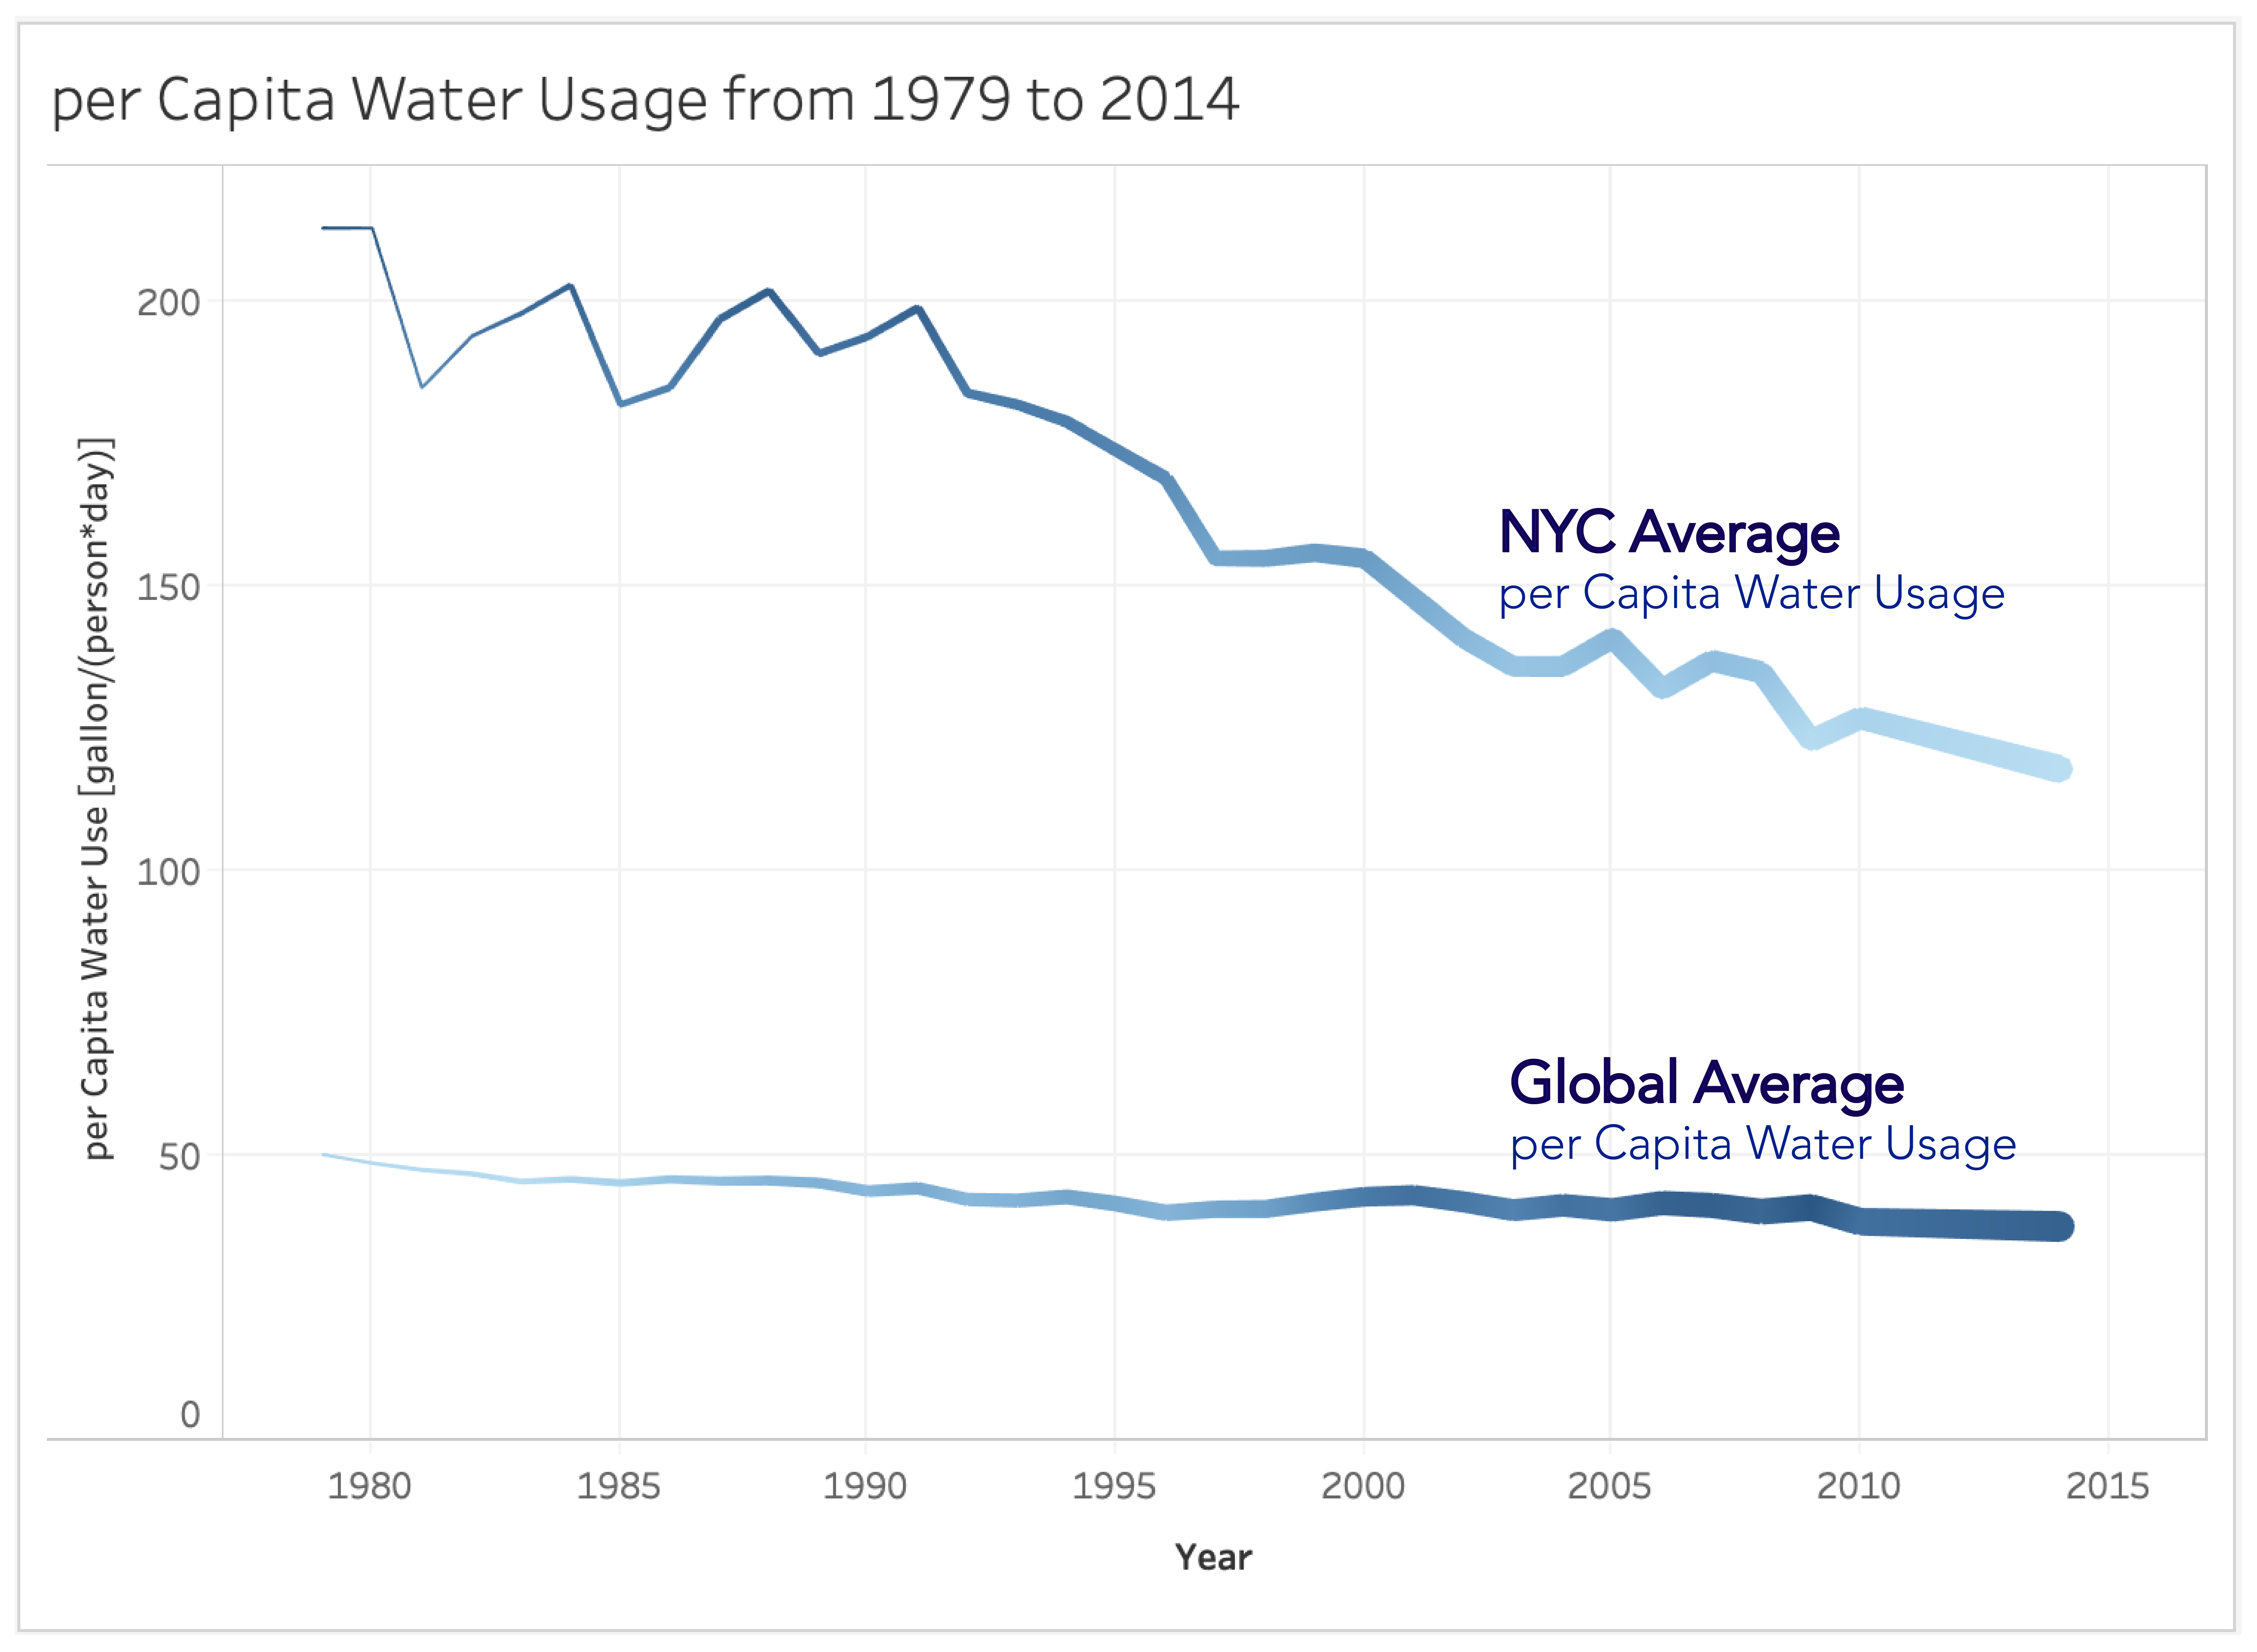 per Capita Water Usage from 1979 to 2014
per Capita Water Use [gallon/(person*day)]
200
150
100
50
0
NYC Average
per Capita Water Usage
Global Average
per Capita Water Usage
1980 1985 1990 1995 2000 2005 2010 2015
Year